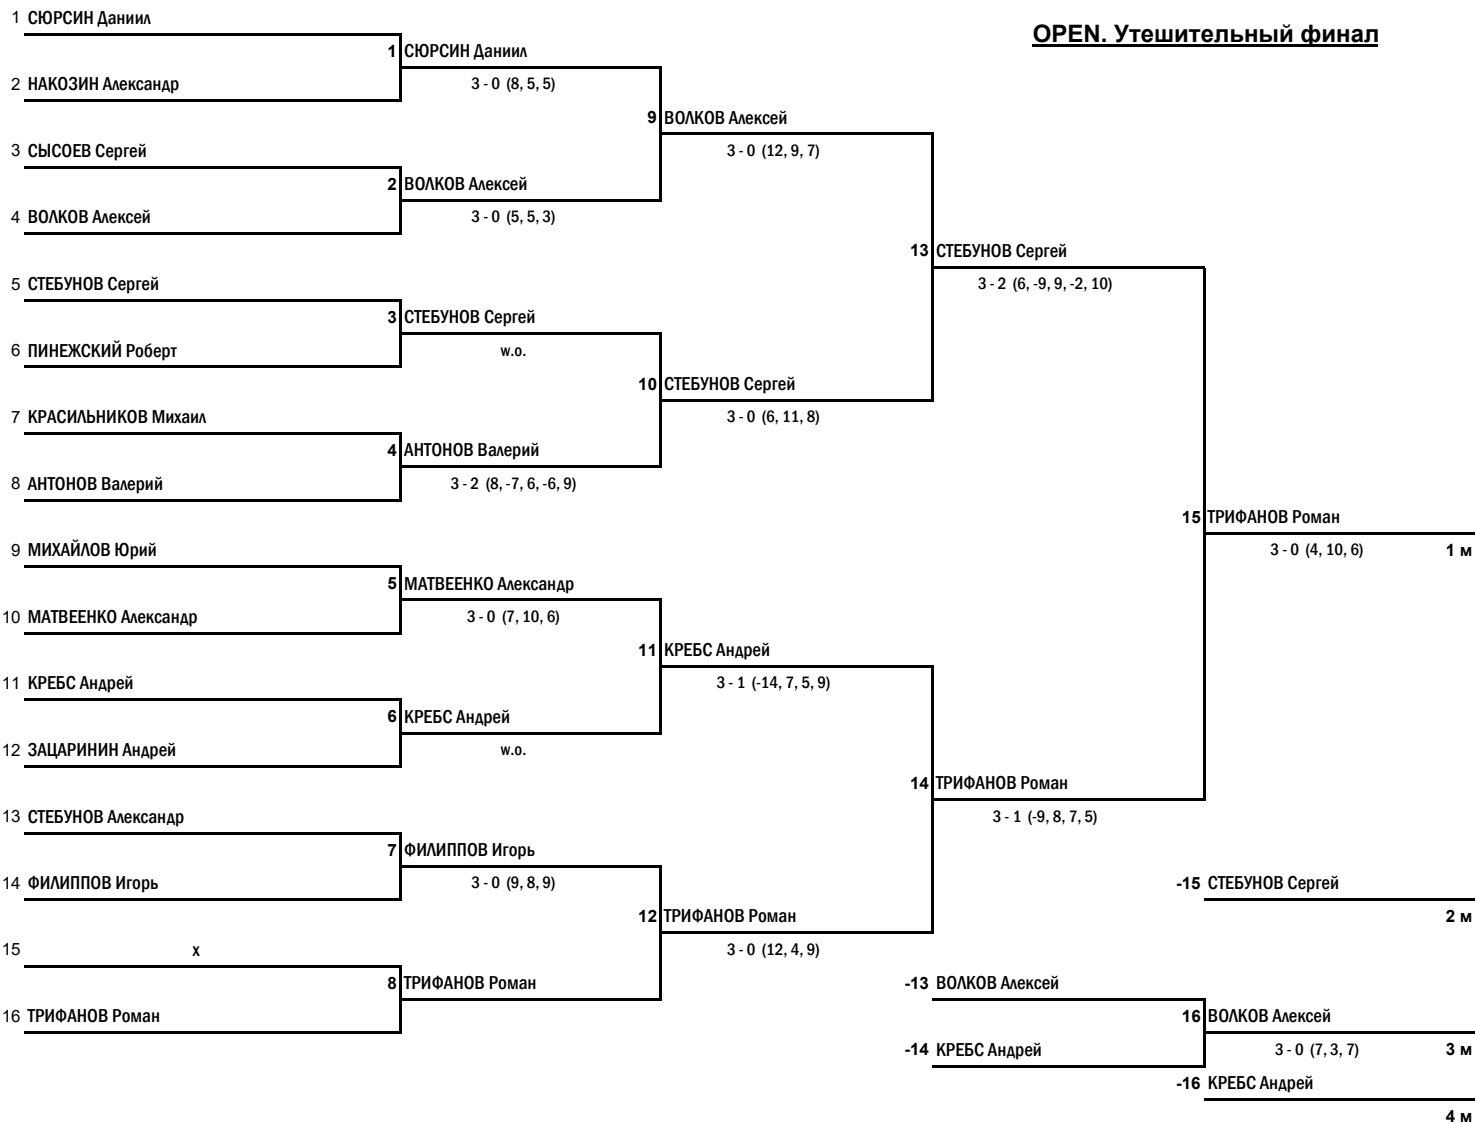 1 СЮРСИН Даниил
OPEN. Утешительный финал
1 СЮРСИН Даниил
2 НАКОЗИН Александр
3 - 0 (8, 5, 5)
9 ВОЛКОВ Алексей
3 СЫСОЕВ Сергей
3 - 0 (12, 9, 7)
2 ВОЛКОВ Алексей
4 ВОЛКОВ Алексей
3 - 0 (5, 5, 3)
13 СТЕБУНОВ Сергей
5 СТЕБУНОВ Сергей
3 - 2 (6, -9, 9, -2, 10)
3 СТЕБУНОВ Сергей
6 ПИНЕЖСКИЙ Роберт
w.o.
10 СТЕБУНОВ Сергей
7 КРАСИЛЬНИКОВ Михаил
3 - 0 (6, 11, 8)
4 АНТОНОВ Валерий
8 АНТОНОВ Валерий
3 - 2 (8, -7, 6, -6, 9)
15 ТРИФАНОВ Роман
9 МИХАЙЛОВ Юрий
3 - 0 (4, 10, 6) 1 м
5 МАТВЕЕНКО Александр
10 МАТВЕЕНКО Александр
3 - 0 (7, 10, 6)
11 КРЕБС Андрей
11 КРЕБС Андрей
3 - 1 (-14, 7, 5, 9)
6 КРЕБС Андрей
12 ЗАЦАРИНИН Андрей
w.o.
14 ТРИФАНОВ Роман
13 СТЕБУНОВ Александр
3 - 1 (-9, 8, 7, 5)
7 ФИЛИППОВ Игорь
14 ФИЛИППОВ Игорь
3 - 0 (9, 8, 9)
-15 СТЕБУНОВ Сергей
12 ТРИФАНОВ Роман
2 м
15 х
3 - 0 (12, 4, 9)
8 ТРИФАНОВ Роман
-13 ВОЛКОВ Алексей
16 ТРИФАНОВ Роман
16 ВОЛКОВ Алексей
-14 КРЕБС Андрей
3 - 0 (7, 3, 7) 3 м
-16 КРЕБС Андрей
4 м